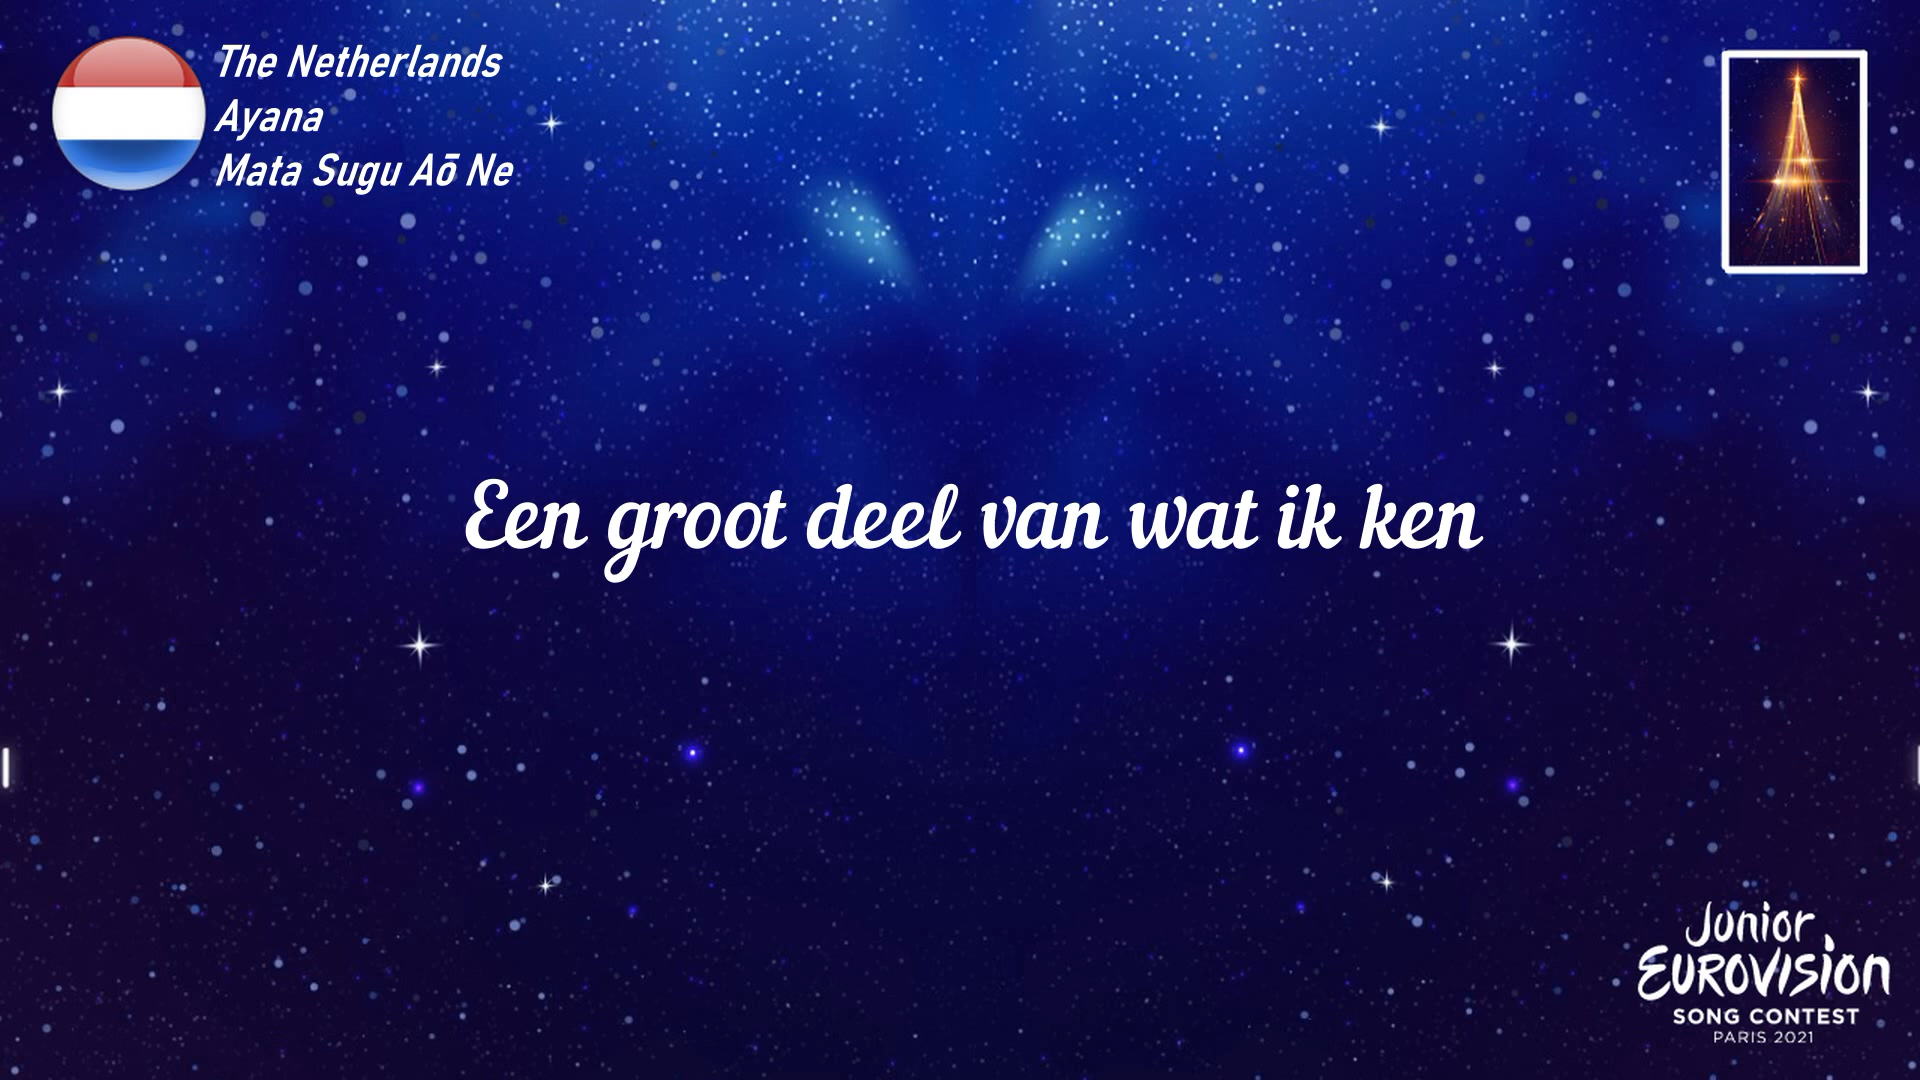 The Netherlands
Ayana
Mata Sugu Aō Ne
Een groot deel van wat ik ken
Junior
EUROVISION
SONG CONTEST
PARIS 2021